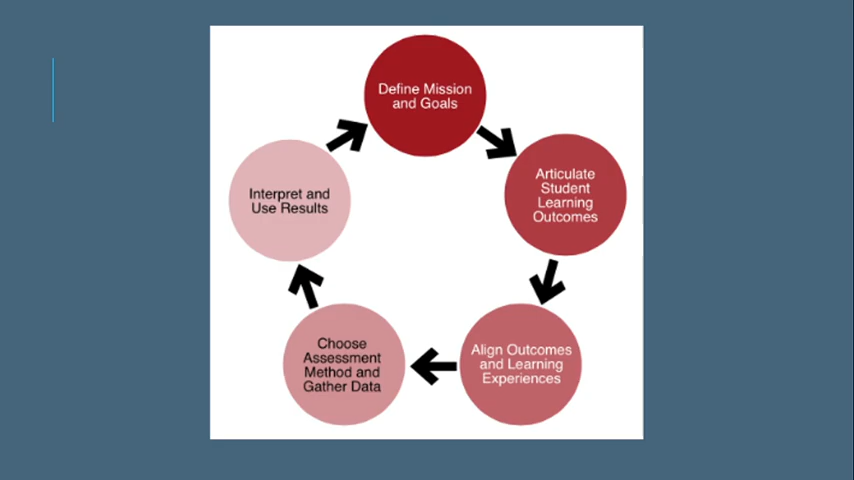 Define Mission
and Goals
Articulate
Student
Learning
Outcomes
Align Outcomes
and Learning
Experiences
Choose
Assessment
Method and
Gather Data
Interpret and
Use Results